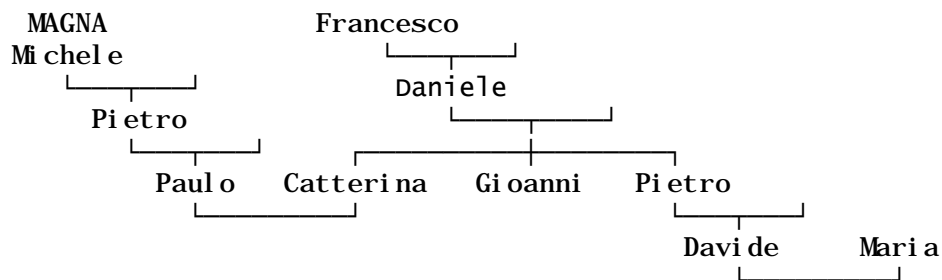 MAGNA Francesco
Michele
Daniele
Pietro
Paulo Catterina Gioanni Pietro
Davide Maria